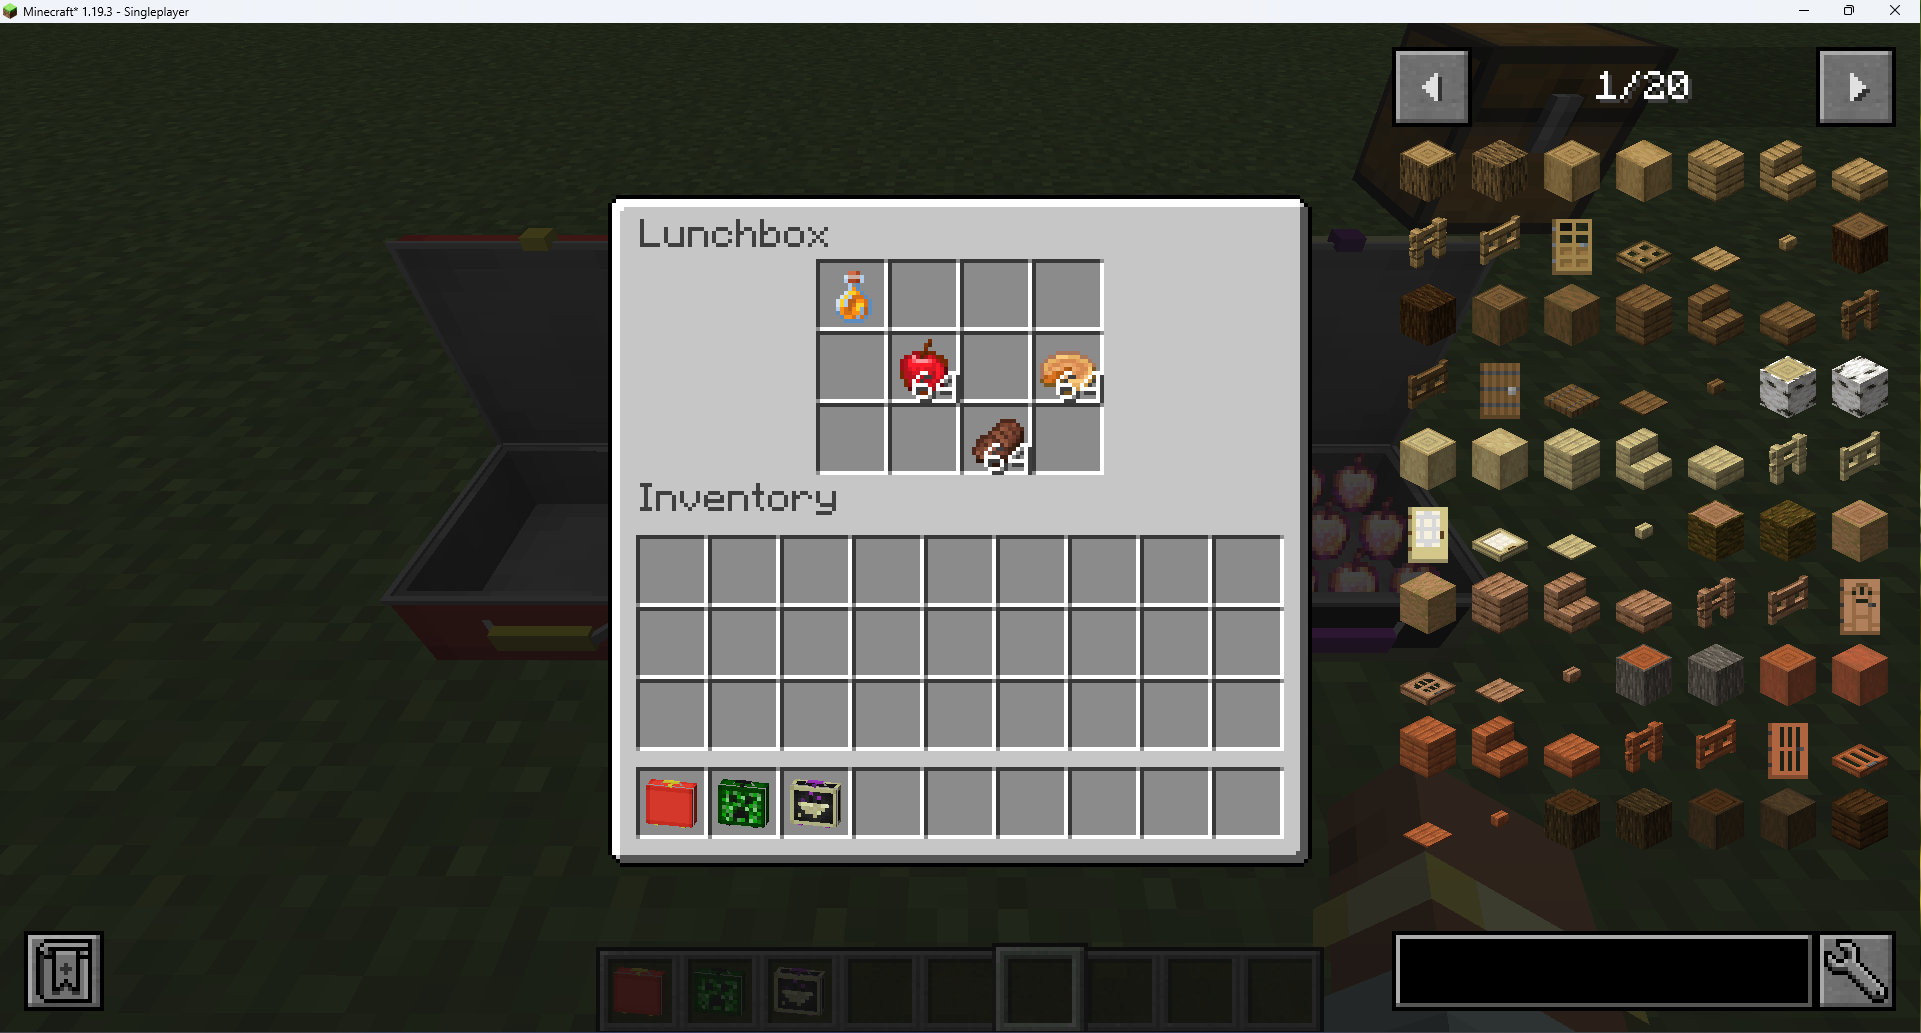 Minecraft* 1.19.3 - Singleplayer
1/20
Lunchbox
64
64
64
Inventory